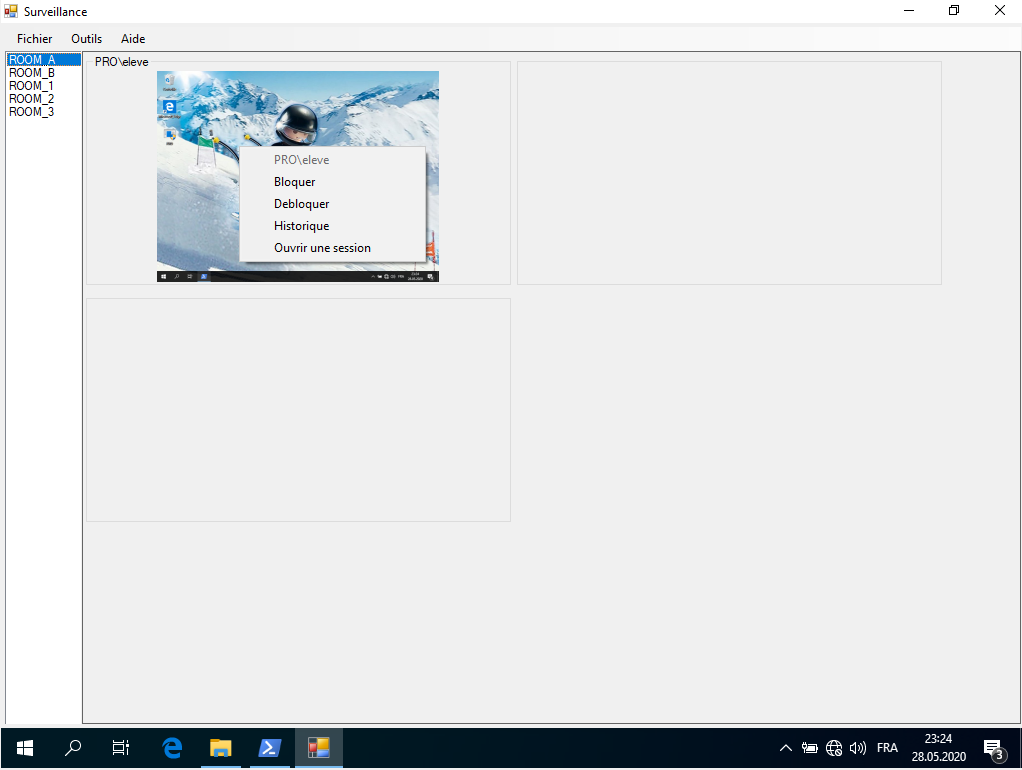 Surveillance
Fichier Outils Aide
ROOM_A
ROOM_B
ROOM_1
ROOM_2
ROOM_3
PRO\eleve
PRO\eleve
Bloquer
Debloquer
Historique
Ouvrir une session
FRA
23:24
28.05.2020
3